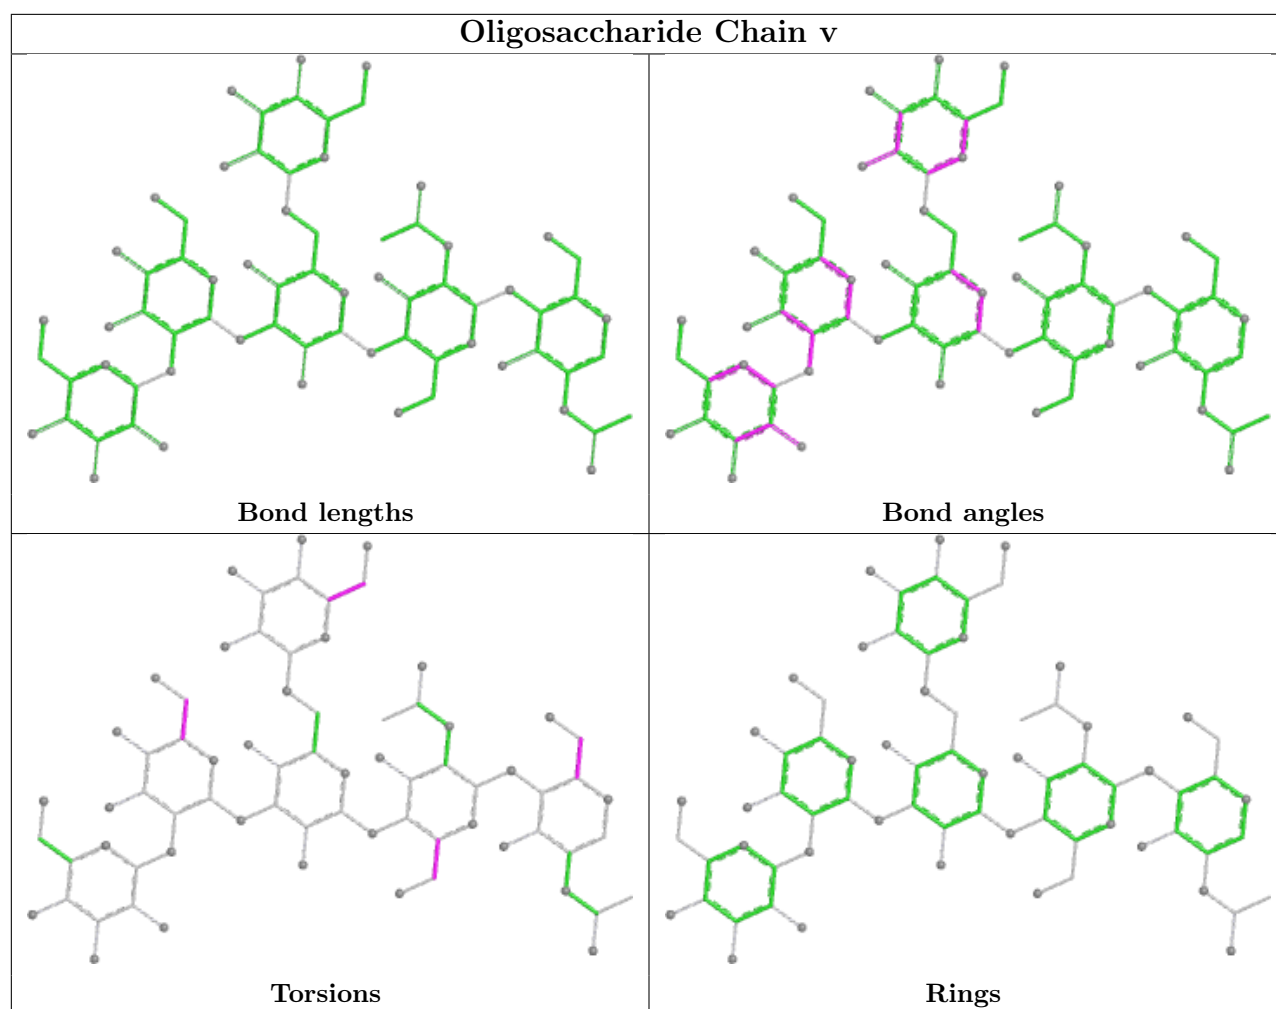 Oligosaccharide Chain v
Bond lengths
Bond angles
Torsions
Rings